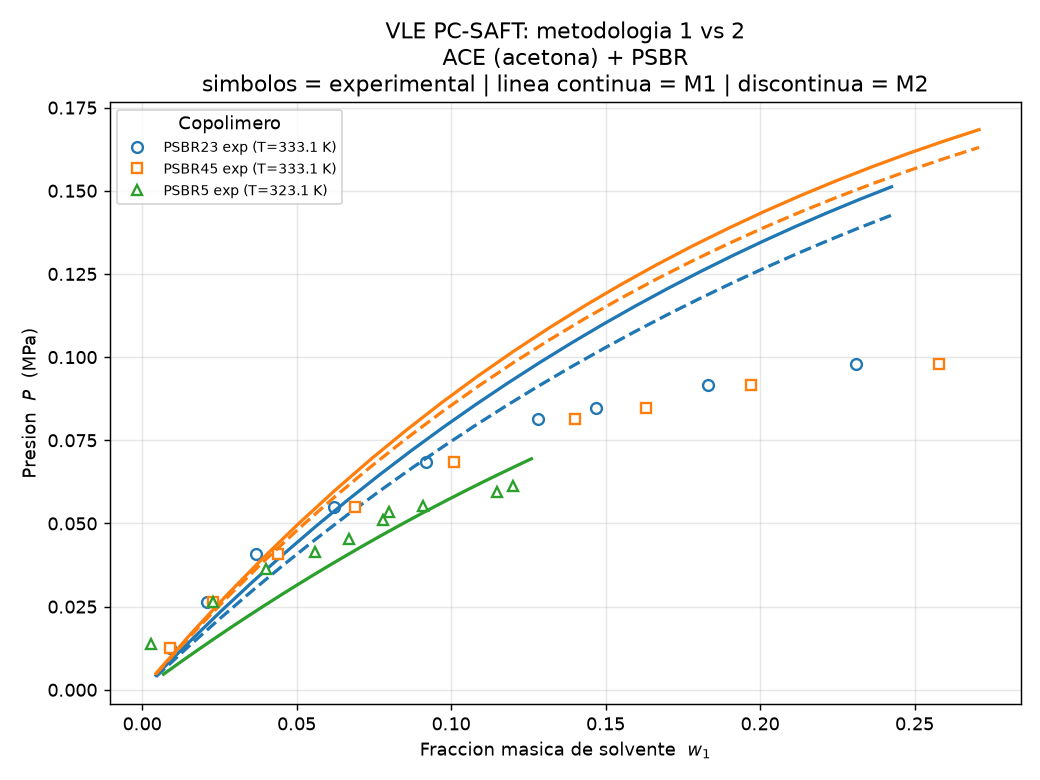 VLE PC-SAFT: metodologia 1 vs 2
ACE (acetona) + PSBR
simbolos = experimental | linea continua = M1 | discontinua = M2
Copolimero
PSBR23 exp (T=333.1 K)
PSBR45 exp (T=333.1 K)
PSBR5 exp (T=323.1 K)
Presion P (MPa)
0.175
0.150
0.125
0.100
0.075
0.050
0.025
0.000
0.00 0.05 0.10 0.15 0.20 0.25
Fraccion masica de solvente w₁